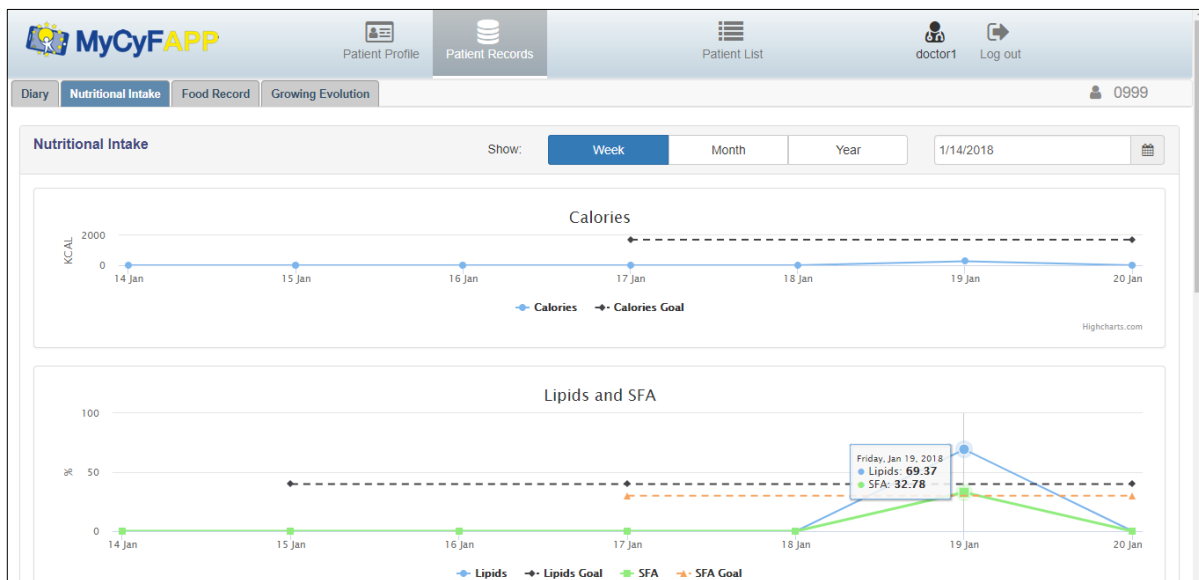 MyCyFAPP
Patient Profile
Patient Records
Patient List
doctor1
Log out
Diary
Nutritional Intake
Food Record
Growing Evolution
0999
Nutritional Intake
Show:
Week
Month
Year
1/14/2018
Calories
KCAL
2000
0
14 Jan
15 Jan
16 Jan
17 Jan
18 Jan
19 Jan
20 Jan
Calories
Calories Goal
Highcharts.com
Lipids and SFA
%
100
50
0
Friday, Jan 19, 2018
Lipids: 69.37
SFA: 32.78
14 Jan
15 Jan
16 Jan
17 Jan
18 Jan
19 Jan
20 Jan
Lipids
Lipids Goal
SFA
SFA Goal